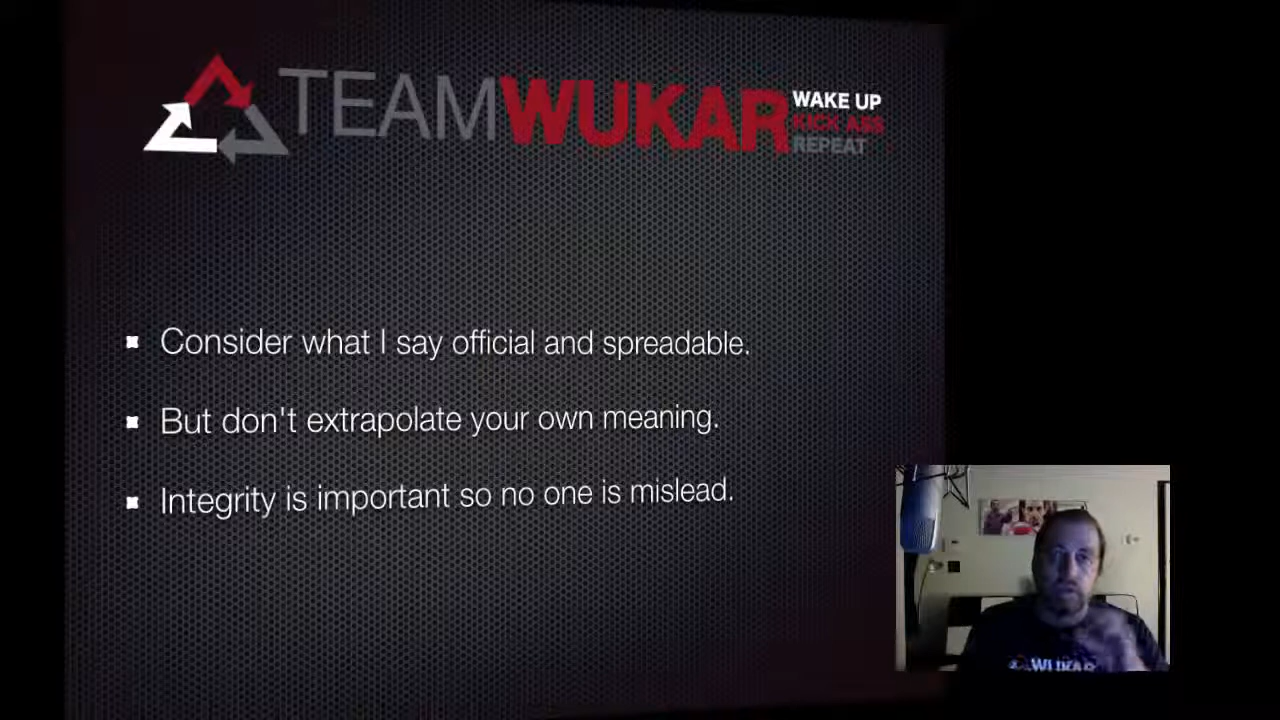 TEAMWUKAR
WAKE UP
KICK ASS
REPEAT
Consider what I say official and spreadable.
But don't extrapolate your own meaning.
Integrity is important so no one is mislead.
WUKAR